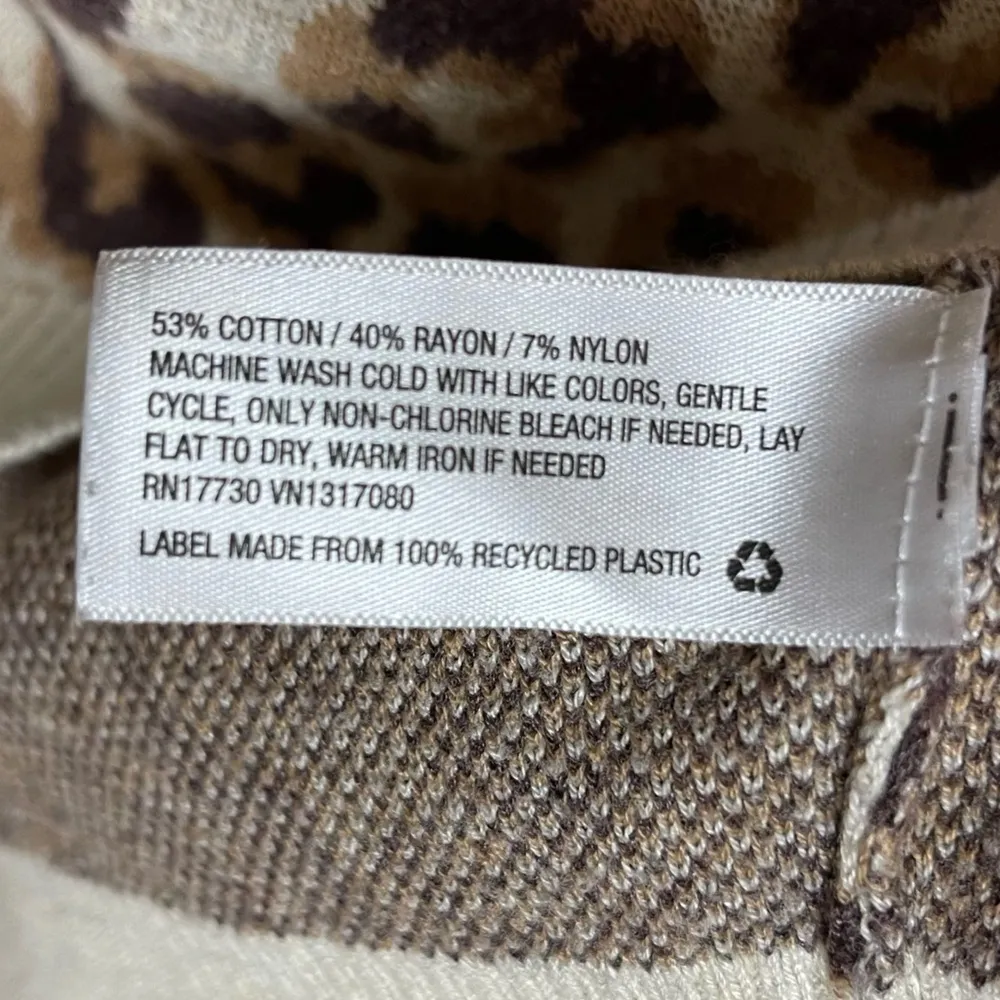 53% COTTON / 40% RAYON / 7% NYLON
MACHINE WASH COLD WITH LIKE COLORS, GENTLE
CYCLE, ONLY NON-CHLORINE BLEACH IF NEEDED, LAY
FLAT TO DRY, WARM IRON IF NEEDED
RN17730 VN1317080
LABEL MADE FROM 100% RECYCLED PLASTIC